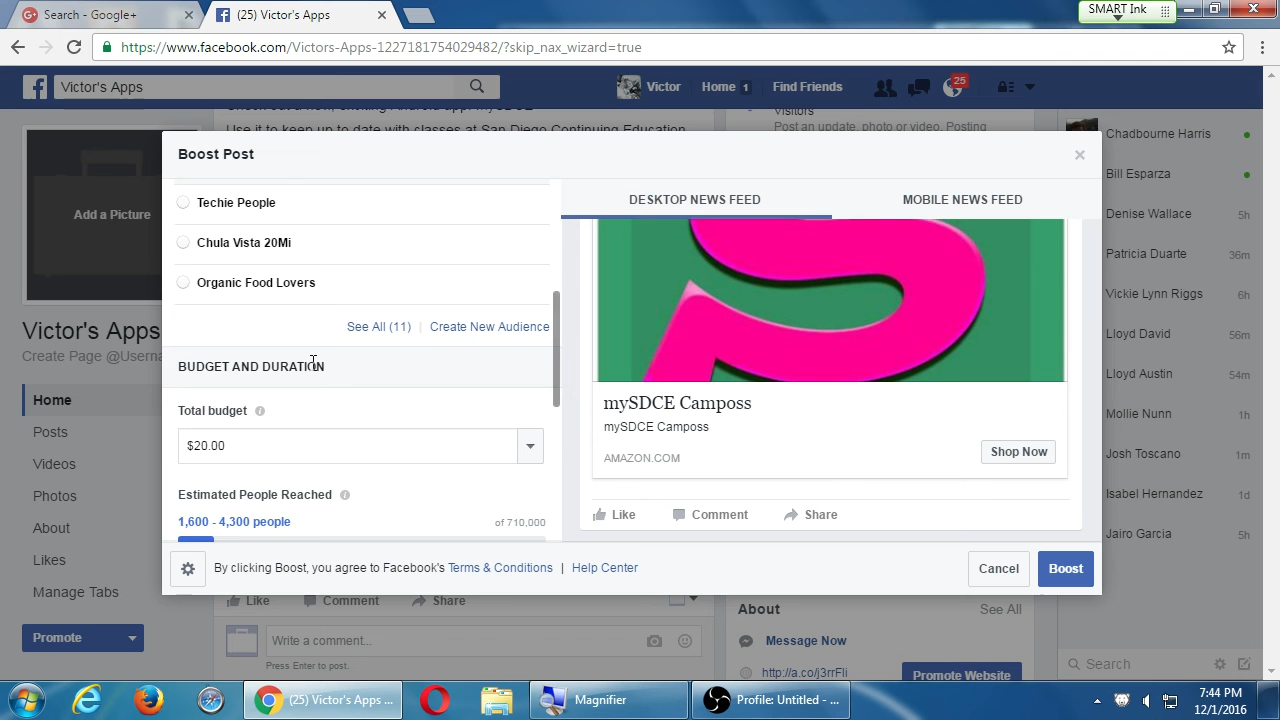 Search - Google+
(25) Victor's Apps
SMART Ink
https://www.facebook.com/Victors-Apps-1227181754029482/?skip_nax_wizard=true
Victor's Apps
Victor
Home 1
Find Friends
25
Visitors
Use it to keep up to date with classes at San Diego Continuing Education
Post an update, photo or video. Posting
Add a Picture
Victor's Apps
Create Page @Userna
Home
Posts
Videos
Photos
About
Likes
Manage Tabs
Promote
Boost Post
Techie People
Chula Vista 20Mi
Organic Food Lovers
See All (11) | Create New Audience
BUDGET AND DURATION
Total budget
$20.00
Estimated People Reached
1,600 - 4,300 people
of 710,000
DESKTOP NEWS FEED
MOBILE NEWS FEED
mySDCE Camposs
mySDCE Camposs
AMAZON.COM
Shop Now
Like Comment Share
By clicking Boost, you agree to Facebook's Terms & Conditions | Help Center
Cancel
Boost
Like Comment Share
Write a comment...
Press Enter to post.
About
See All
Message Now
http://a.co/j3rrFli
Promote Website
Chadbourne Harris
Bill Esparza
Denise Wallace 5h
Patricia Duarte 36m
Vickie Lynn Riggs 6h
Lloyd David 56m
Lloyd Austin 54m
Mollie Nunn 1h
Josh Toscano 1m
Isabel Hernandez 1d
Jairo Garcia 5h
Search
(25) Victor's Apps ...
Magnifier
Profile: Untitled - ...
7:44 PM
12/1/2016